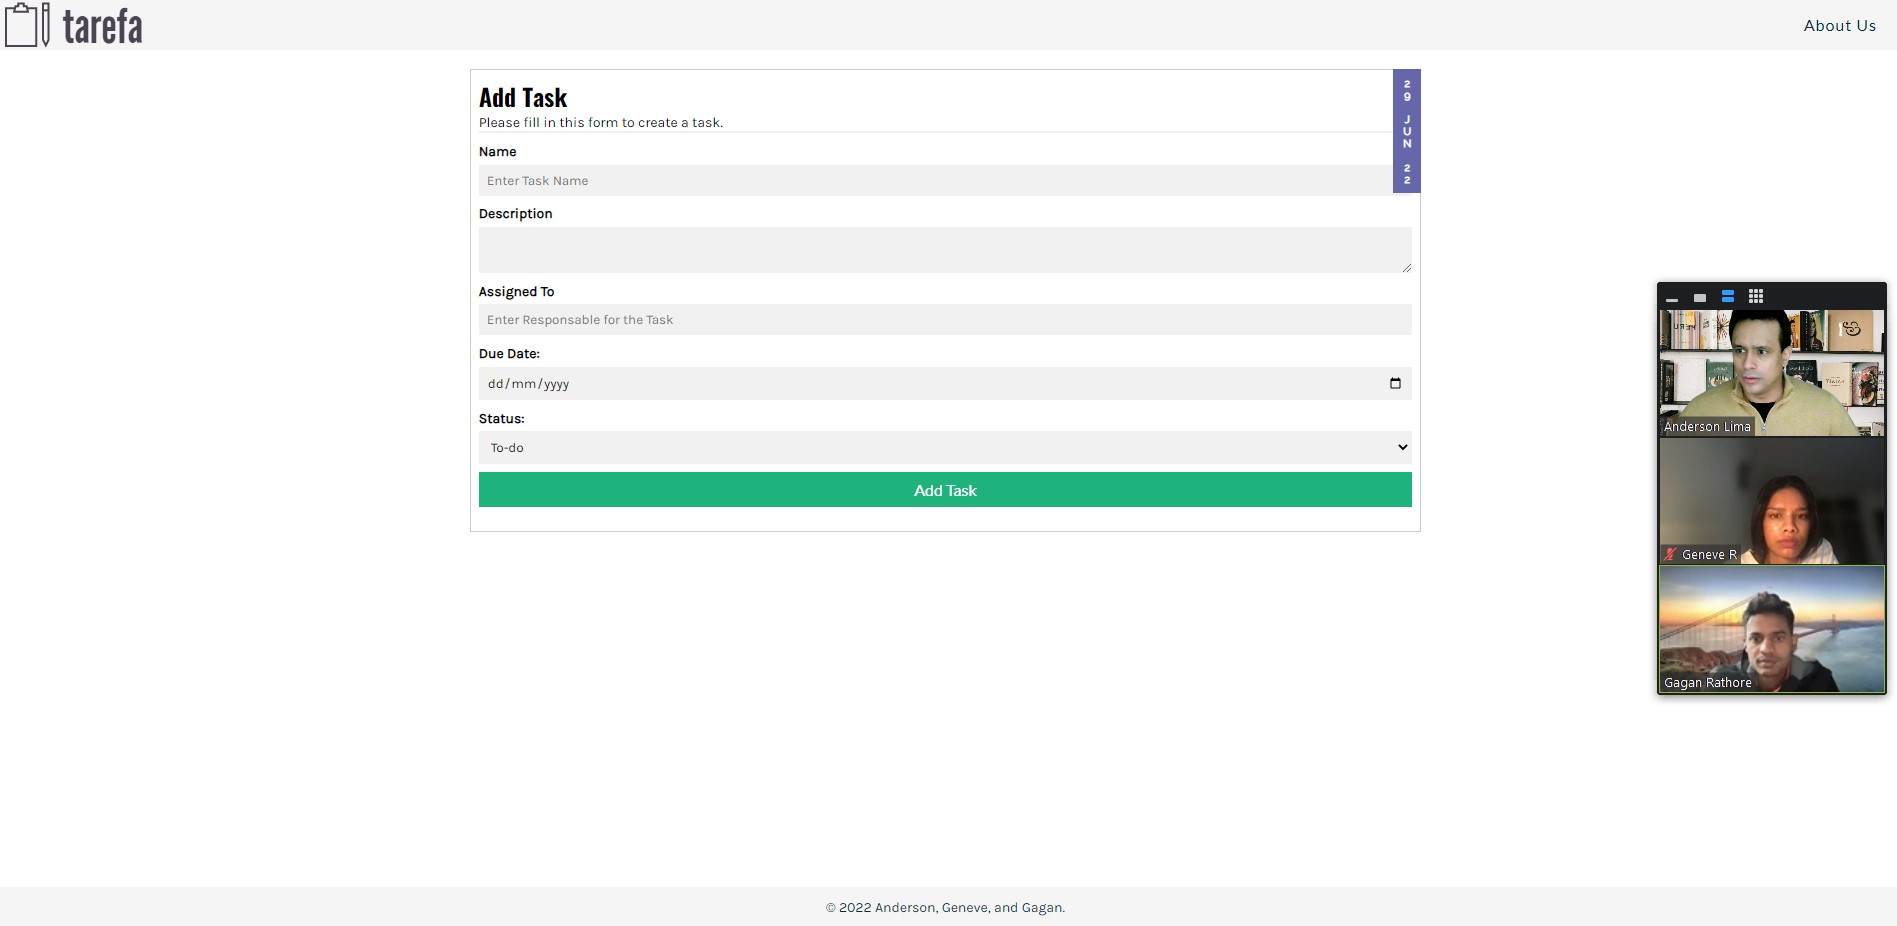 tarefa
About Us
Add Task
Please fill in this form to create a task.
29 JUN 22
Name
Enter Task Name
Description
Assigned To
Enter Responsable for the Task
Due Date:
dd/mm/yyyy
Status:
To-do
Add Task
Anderson Lima
Geneve R
Gagan Rathore
© 2022 Anderson, Geneve, and Gagan.